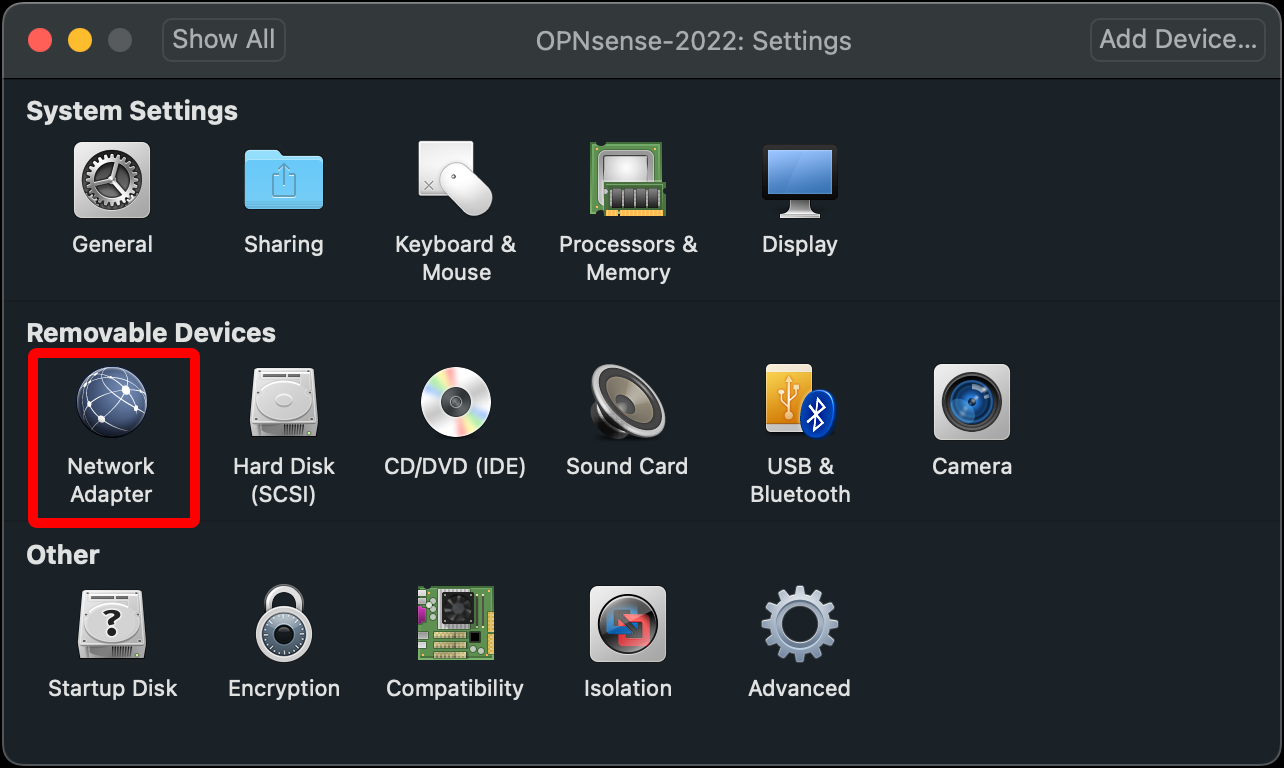 Show All
OPNsense-2022: Settings
Add Device...
System Settings
General
Sharing
Keyboard &
Mouse
Processors &
Memory
Display
Removable Devices
Network
Adapter
Hard Disk
(SCSI)
CD/DVD (IDE)
Sound Card
USB &
Bluetooth
Camera
Other
?
Startup Disk
Encryption
Compatibility
Isolation
Advanced